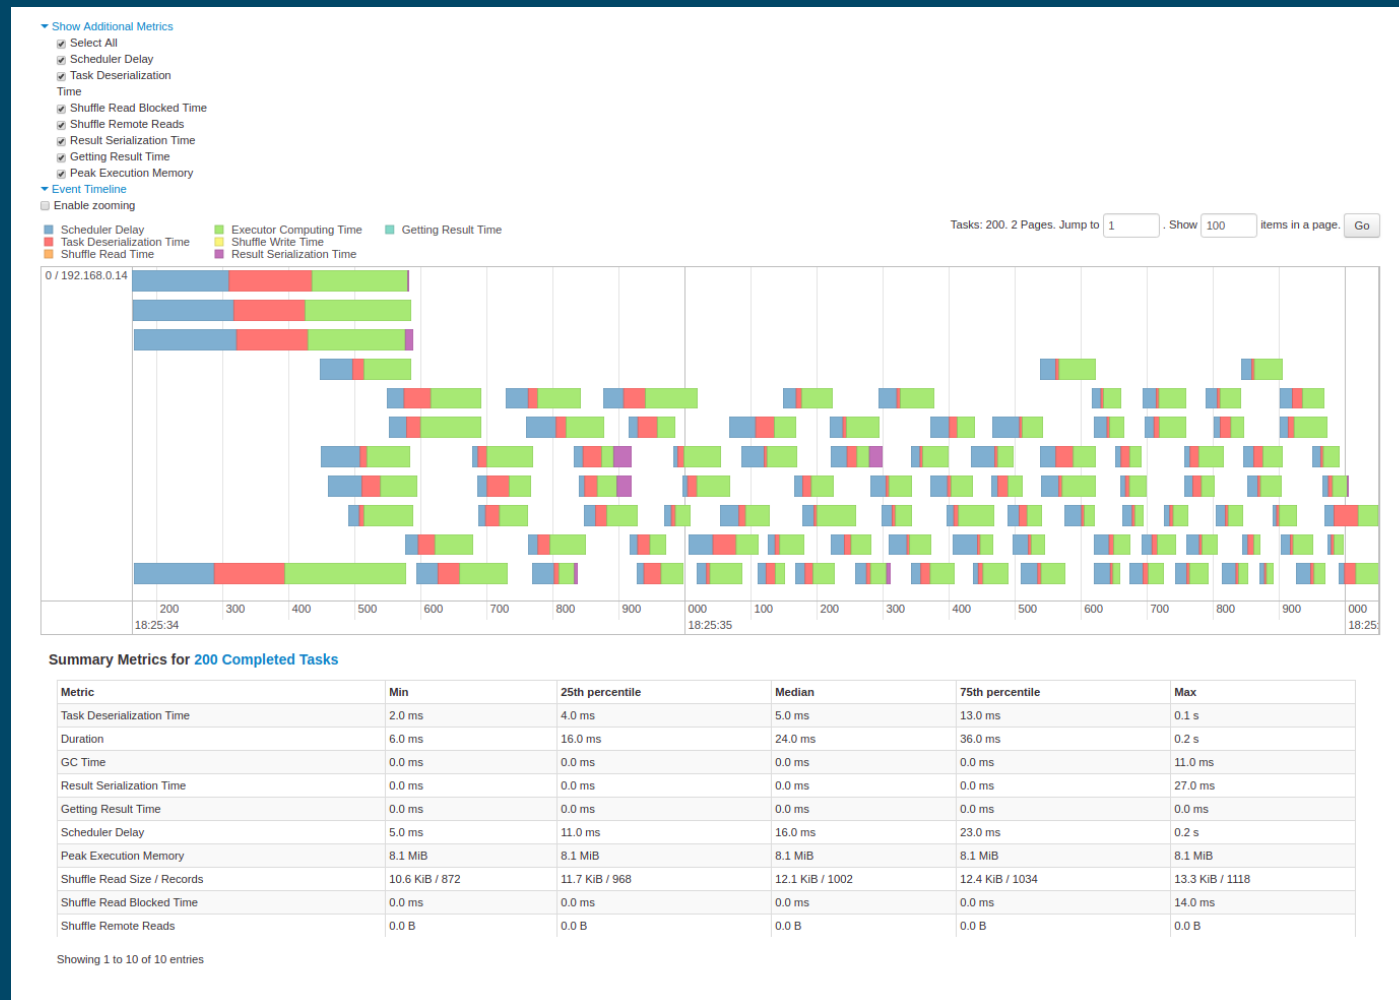 Show Additional Metrics
Select All
Scheduler Delay
Task Deserialization
Time
Shuffle Read Blocked Time
Shuffle Remote Reads
Result Serialization Time
Getting Result Time
Peak Execution Memory
Event Timeline
Enable zooming
Scheduler Delay Executor Computing Time Getting Result Time
Task Deserialization Time Shuffle Write Time
Shuffle Read Time Result Serialization Time
Tasks: 200. 2 Pages. Jump to 1 . Show 100 items in a page. Go
0 / 192.168.0.14
200 300 400 500 600 700 800 900 000 100 200 300 400 500 600 700 800 900 000
18:25:34 18:25:35 18:25:
Summary Metrics for 200 Completed Tasks
Metric Min 25th percentile Median 75th percentile Max
Task Deserialization Time 2.0 ms 4.0 ms 5.0 ms 13.0 ms 0.1 s
Duration 6.0 ms 16.0 ms 24.0 ms 36.0 ms 0.2 s
GC Time 0.0 ms 0.0 ms 0.0 ms 0.0 ms 11.0 ms
Result Serialization Time 0.0 ms 0.0 ms 0.0 ms 0.0 ms 27.0 ms
Getting Result Time 0.0 ms 0.0 ms 0.0 ms 0.0 ms 0.0 ms
Scheduler Delay 5.0 ms 11.0 ms 16.0 ms 23.0 ms 0.2 s
Peak Execution Memory 8.1 MiB 8.1 MiB 8.1 MiB 8.1 MiB 8.1 MiB
Shuffle Read Size / Records 10.6 KiB / 872 11.7 KiB / 968 12.1 KiB / 1002 12.4 KiB / 1034 13.3 KiB / 1118
Shuffle Read Blocked Time 0.0 ms 0.0 ms 0.0 ms 0.0 ms 14.0 ms
Shuffle Remote Reads 0.0 B 0.0 B 0.0 B 0.0 B 0.0 B
Showing 1 to 10 of 10 entries